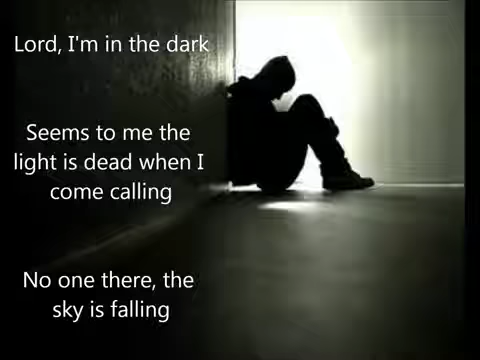 Lord, I'm in the dark
Seems to me the
light is dead when I
come calling
No one there, the
sky is falling